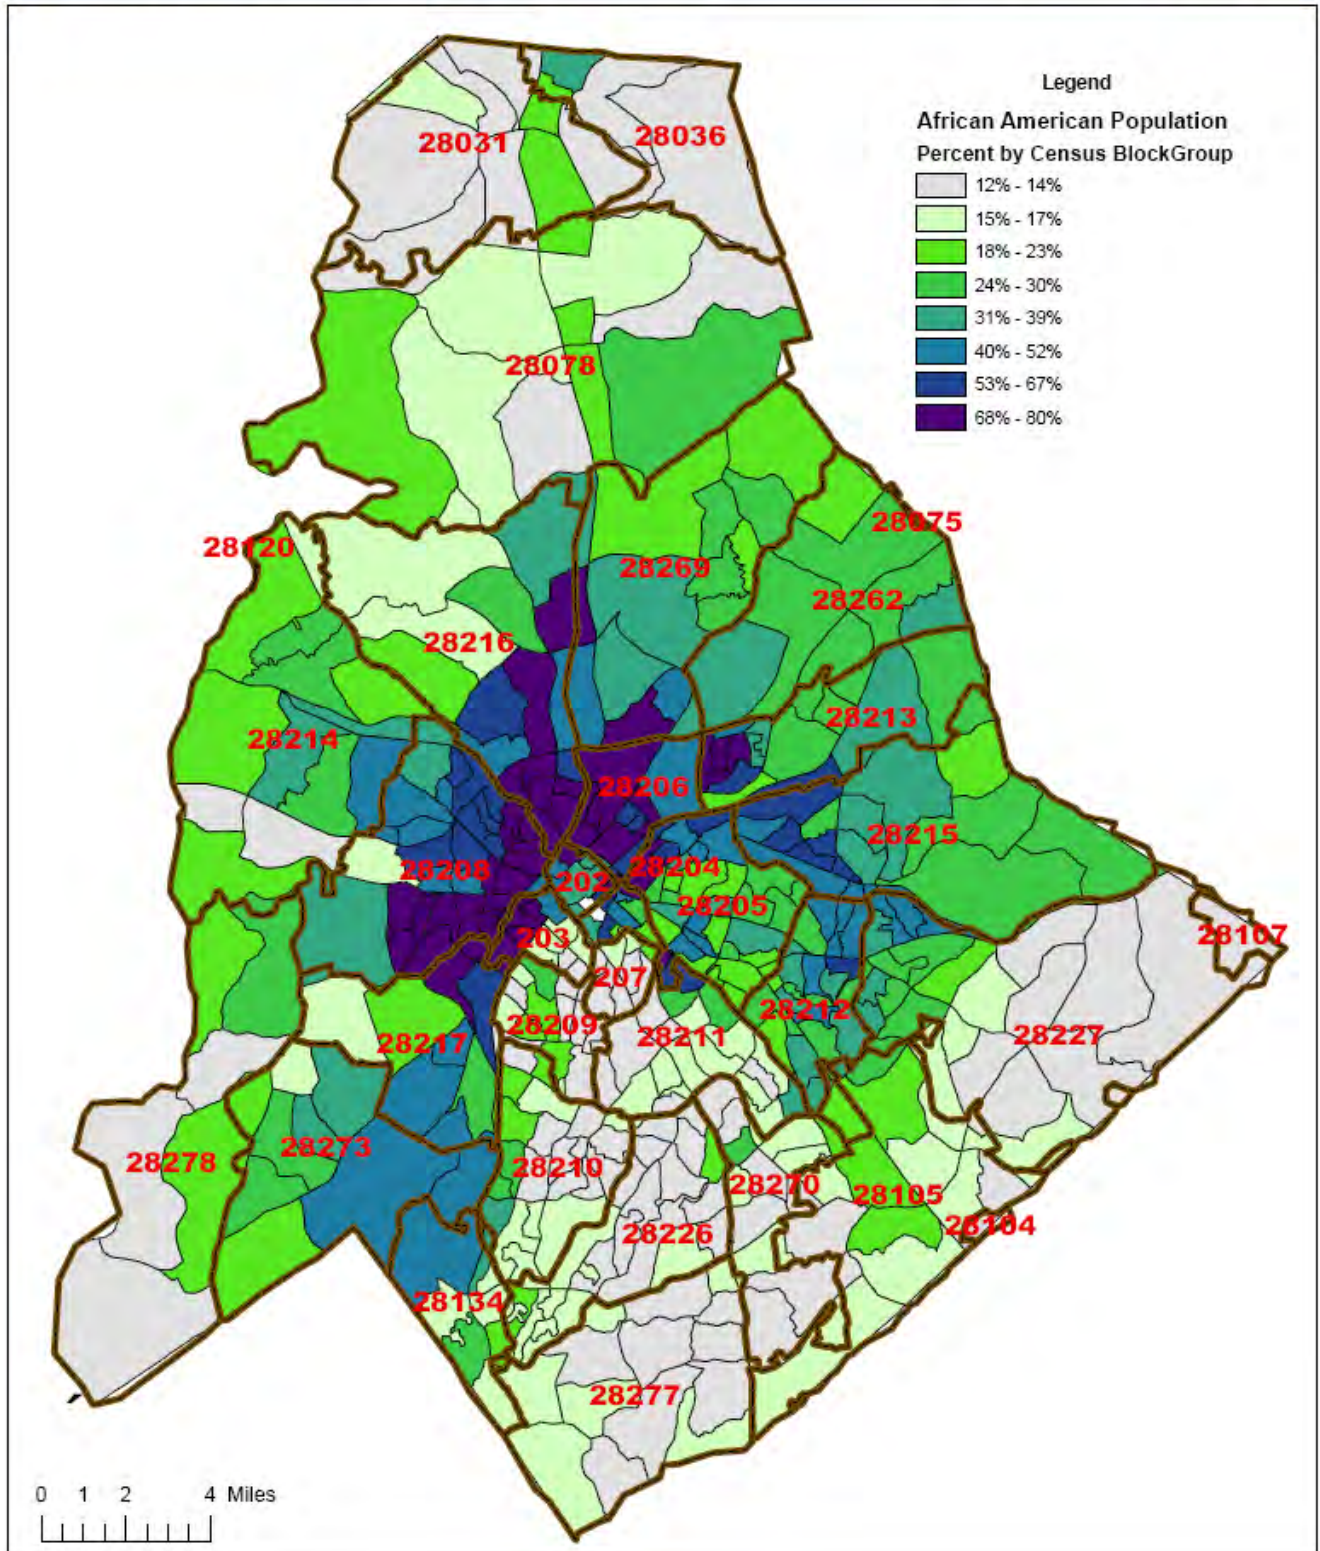 Legend
African American Population
Percent by Census BlockGroup
12% - 14%
15% - 17%
18% - 23%
24% - 30%
31% - 39%
40% - 52%
53% - 67%
68% - 80%
28031
28036
28078
28075
28120
28269
28262
28216
28213
28214
28206
28215
28208
28204
202
28205
203
28107
207
28212
28209
28211
28227
28217
28273
28278
28210
28270
28105
28226
28104
28134
28277
0 1 2 4 Miles